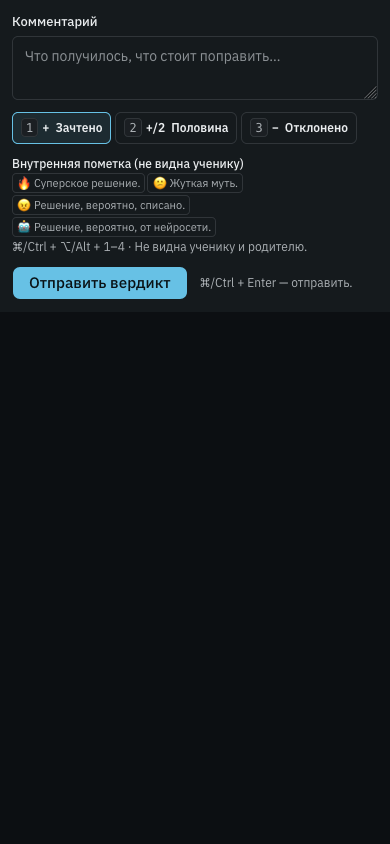 Комментарий
Что получилось, что стоит поправить…
1 + Зачтено 2 +/2 Половина 3 − Отклонено
Внутренняя пометка (не видна ученику)
🔥 Суперское решение. 😕 Жуткая муть.
😠 Решение, вероятно, списано.
🤖 Решение, вероятно, от нейросети.
⌘/Ctrl + ⌥/Alt + 1–4 · Не видна ученику и родителю.
Отправить вердикт ⌘/Ctrl + Enter — отправить.